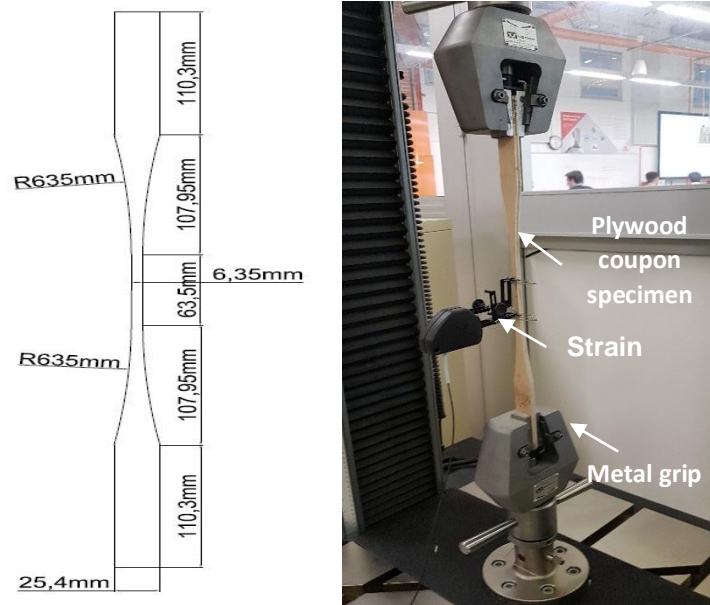 110,3mm
R635mm
107,95mm
6,35mm
63,5mm
R635mm
107,95mm
110,3mm
25,4mm
Plywood
coupon
specimen
Strain
Metal grip